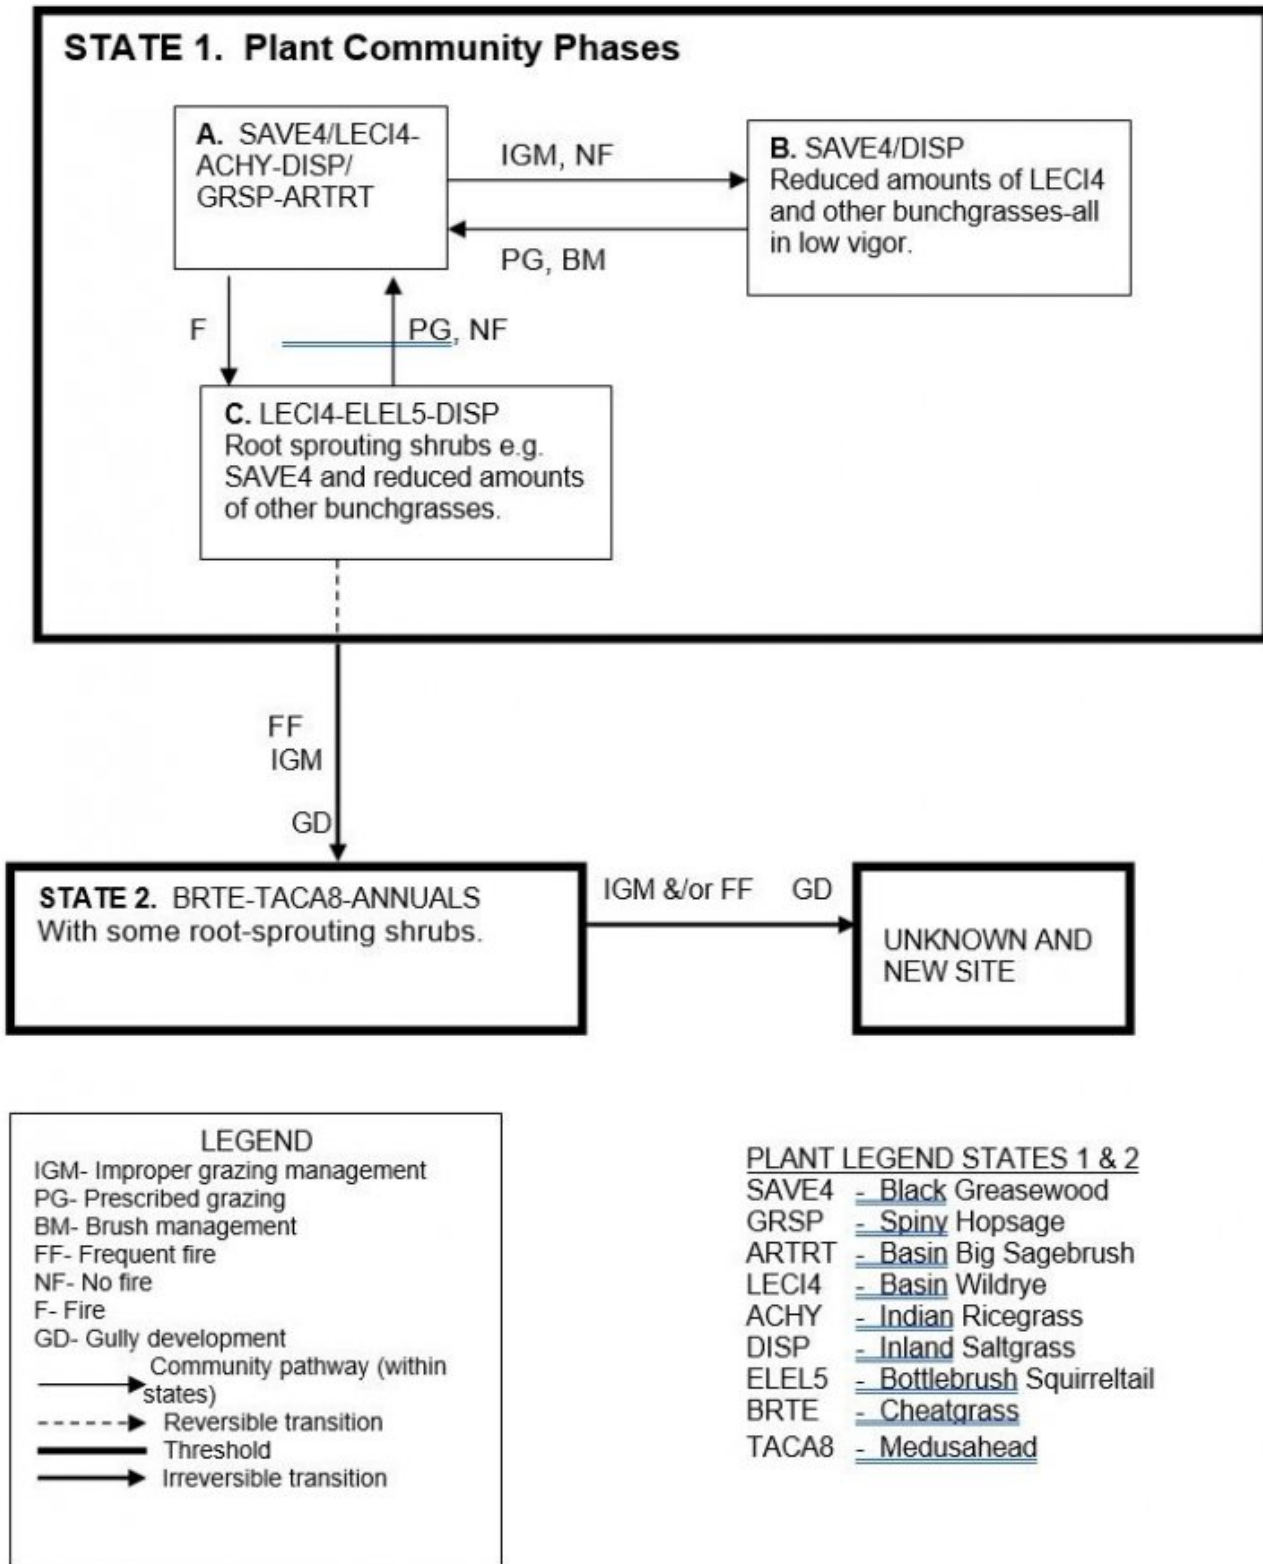 STATE 1. Plant Community Phases
A. SAVE4/LECI4-
ACHY-DISP/
GRSP-ARTRT
IGM, NF
PG, BM
B. SAVE4/DISP
Reduced amounts of LECI4
and other bunchgrasses-all
in low vigor.
F
PG, NF
C. LECI4-ELEL5-DISP
Root sprouting shrubs e.g.
SAVE4 and reduced amounts
of other bunchgrasses.
FF
IGM
GD
STATE 2. BRTE-TACA8-ANNUALS
With some root-sprouting shrubs.
IGM &/or FF GD
UNKNOWN AND
NEW SITE
LEGEND
IGM- Improper grazing management
PG- Prescribed grazing
BM- Brush management
FF- Frequent fire
NF- No fire
F- Fire
GD- Gully development
Community pathway (within
states)
Reversible transition
Threshold
Irreversible transition
PLANT LEGEND STATES 1 & 2
SAVE4 - Black Greasewood
GRSP - Spiny Hopsage
ARTRT - Basin Big Sagebrush
LECI4 - Basin Wildrye
ACHY - Indian Ricegrass
DISP - Inland Saltgrass
ELEL5 - Bottlebrush Squirreltail
BRTE - Cheatgrass
TACA8 - Medusahead